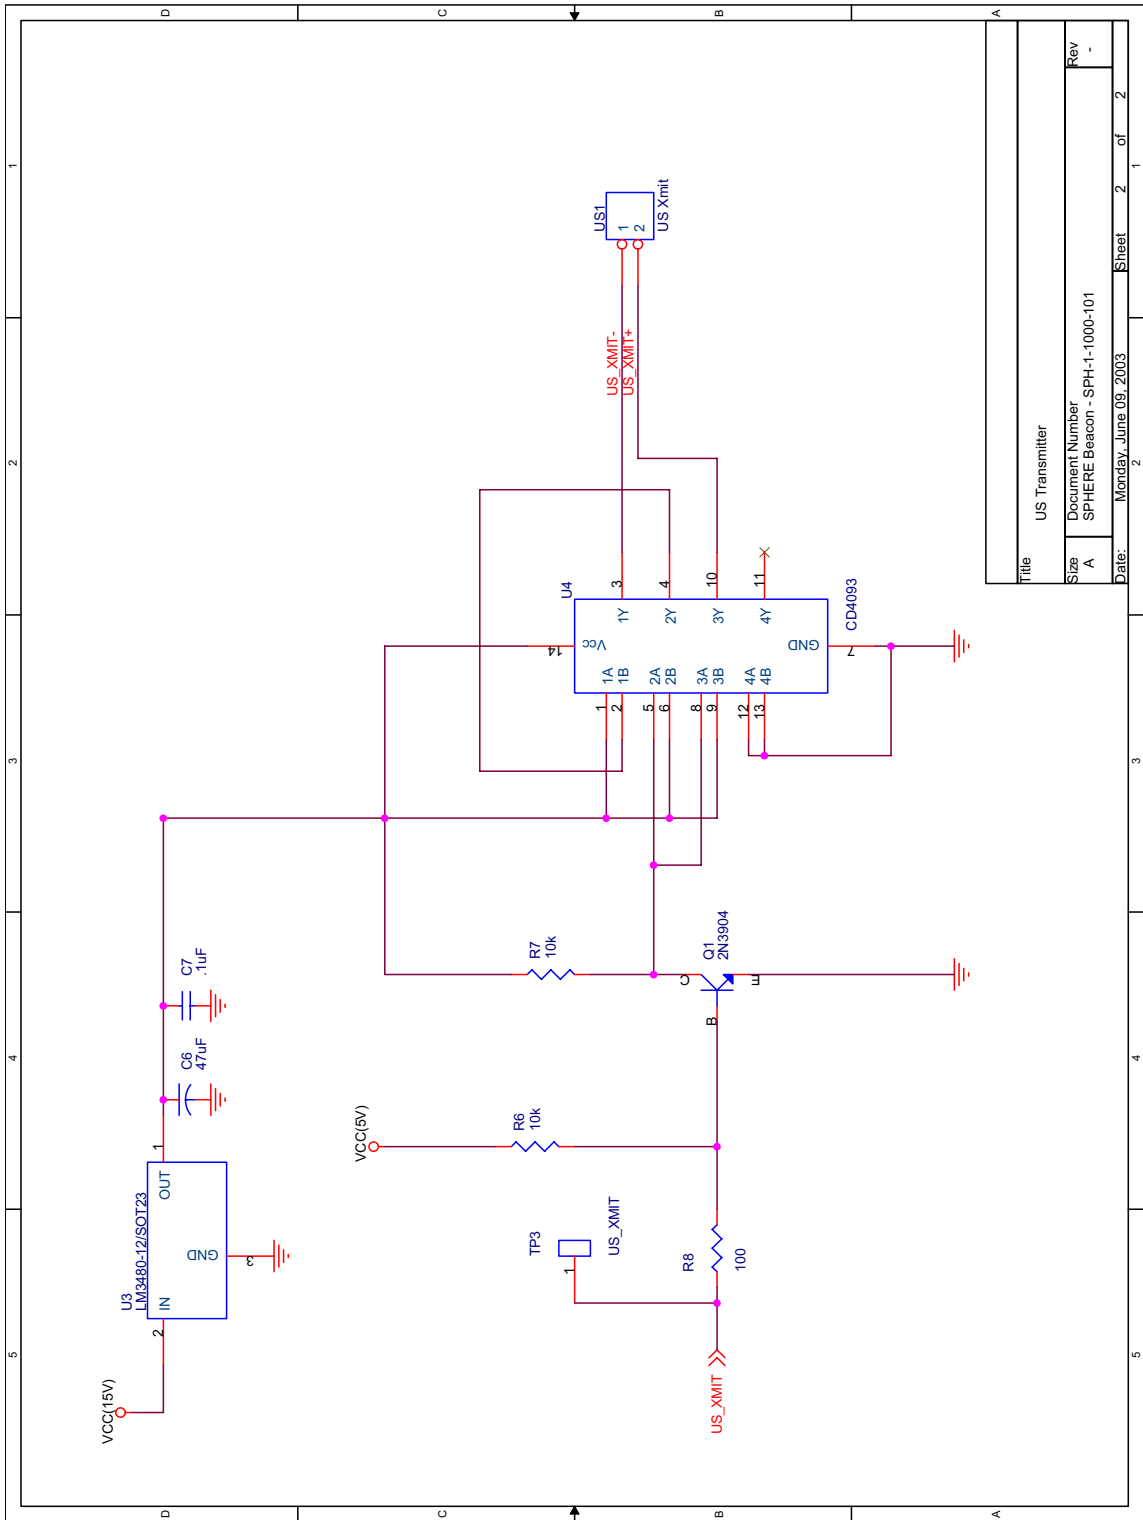 5
4
3
2
1
D
D
C
C
B
B
A
A
VCC(15V)
U3
LM3480-12/SOT23
2
IN
OUT
1
GND
3
C6
47uF
C7
.1uF
VCC(5V)
R6
10k
R7
10k
TP3
1
US_XMIT
US_XMIT
R8
100
B
C
E
Q1
2N3904
U4
14
Vcc
1
1A
2
1B
5
2A
6
2B
8
3A
9
3B
12
4A
13
4B
1Y
3
2Y
4
3Y
10
4Y
11
GND
7
CD4093
US_XMIT-
US_XMIT+
US1
1
2
US Xmit
Title
US Transmitter
Size
A
Document Number
SPHERE Beacon - SPH-1-1000-101
Rev
-
Date:
Monday, June 09, 2003
Sheet
2
of
2
5
4
3
2
1